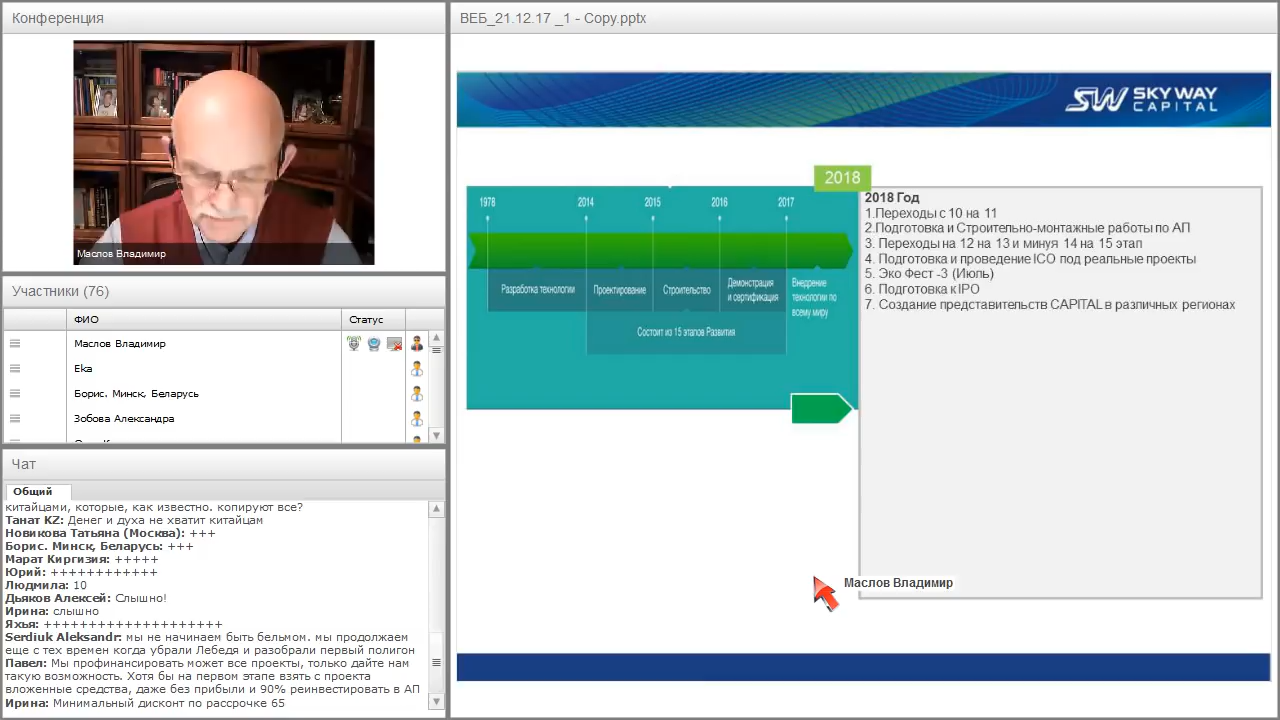 Конференция
Маслов Владимир
Участники (76)
ФИО
Статус
Маслов Владимир
Eka
Борис. Минск, Беларусь
Зобова Александра
Чат
Общий
китайцами, которые, как известно. копируют все?
Танат KZ: Денег и духа не хватит китайцам
Новикова Татьяна (Москва): +++
Борис. Минск, Беларусь: +++
Марат Киргизия: +++++
Юрий: ++++++++++++
Людмила: 10
Дьяков Алексей: Слышно!
Ирина: слышно
Яхья: ++++++++++++++++++++
Serdiuk Aleksandr: мы не начинаем быть бельмом. мы продолжаем
еще с тех времен когда убрали Лебедя и разобрали первый полигон
Павел: Мы профинансировать может все проекты, только дайте нам
такую возможность. Хотя бы на первом этапе взять с проекта
вложенные средства, даже без прибыли и 90% реинвестировать в АП
Ирина: Минимальный дисконт по рассрочке 65
ВЕБ_21.12.17 _1 - Copy.pptx
SW SKY WAY
CAPITAL
2018
1978
2014
2015
2016
2017
Разработка технологии
Проектирование
Строительство
Демонстрация
и сертификация
Внедрение
технологии по
всему миру
Состоит из 15 этапов Развития
2018 Год
1.Переходы с 10 на 11
2.Подготовка и Строительно-монтажные работы по АП
3. Переходы на 12 на 13 и минуя 14 на 15 этап
4. Подготовка и проведение ICO под реальные проекты
5. Эко Фест -3 (Июль)
6. Подготовка к IPO
7. Создание представительств CAPITAL в различных регионах
Маслов Владимир